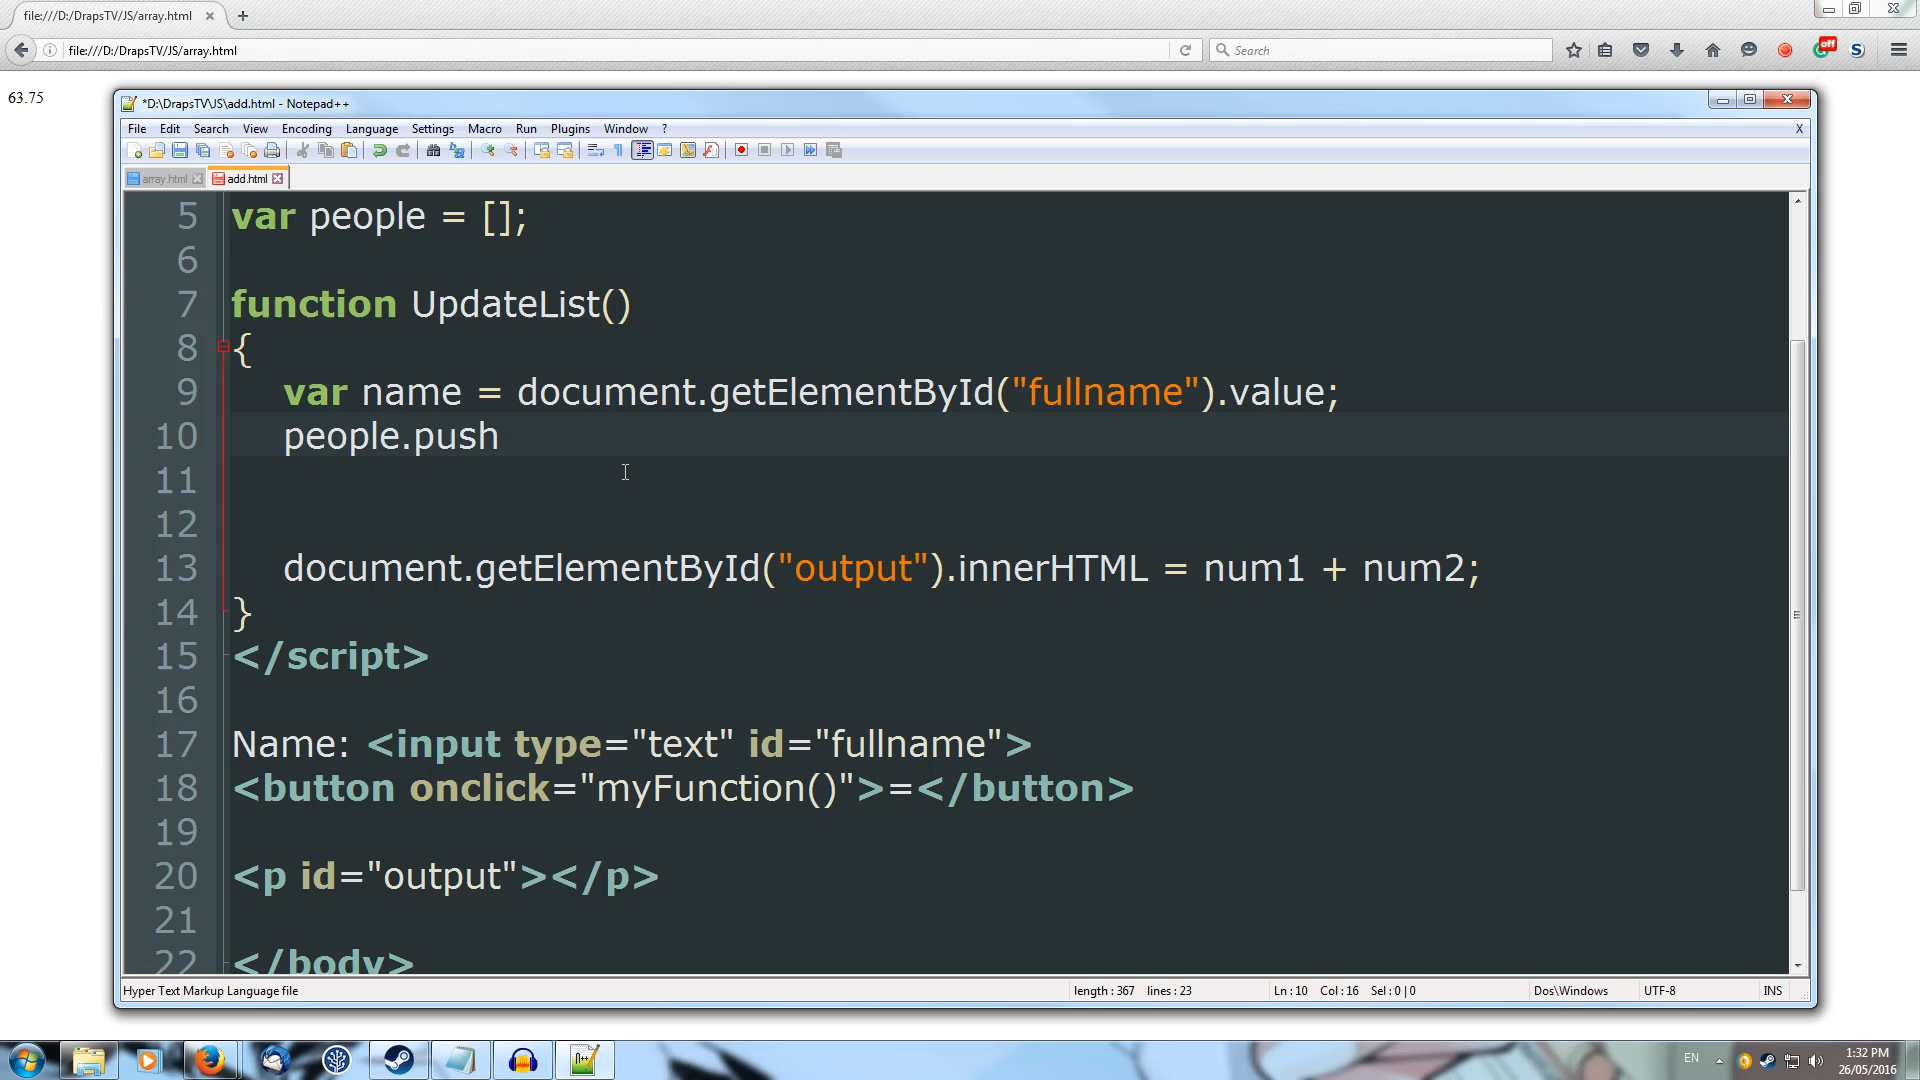 file:///D:/DrapsTV/JS/array.html
file:///D:/DrapsTV/JS/array.html
Search
off
S
63.75
*D:\DrapsTV\JS\add.html - Notepad++
File Edit Search View Encoding Language Settings Macro Run Plugins Window ?
X
array.html
add.html
5 var people = [];
6
7 function UpdateList()
8 {
9 var name = document.getElementById("fullname").value;
10 people.push
11
12
13 document.getElementById("output").innerHTML = num1 + num2;
14 }
15 </script>
16
17 Name: <input type="text" id="fullname">
18 <button onclick="myFunction()">=</button>
19
20 <p id="output"></p>
21
22 </body>
Hyper Text Markup Language file
length : 367 lines : 23
Ln : 10 Col : 16 Sel : 0 | 0
Dos\Windows
UTF-8
INS
EN
1:32 PM
26/05/2016